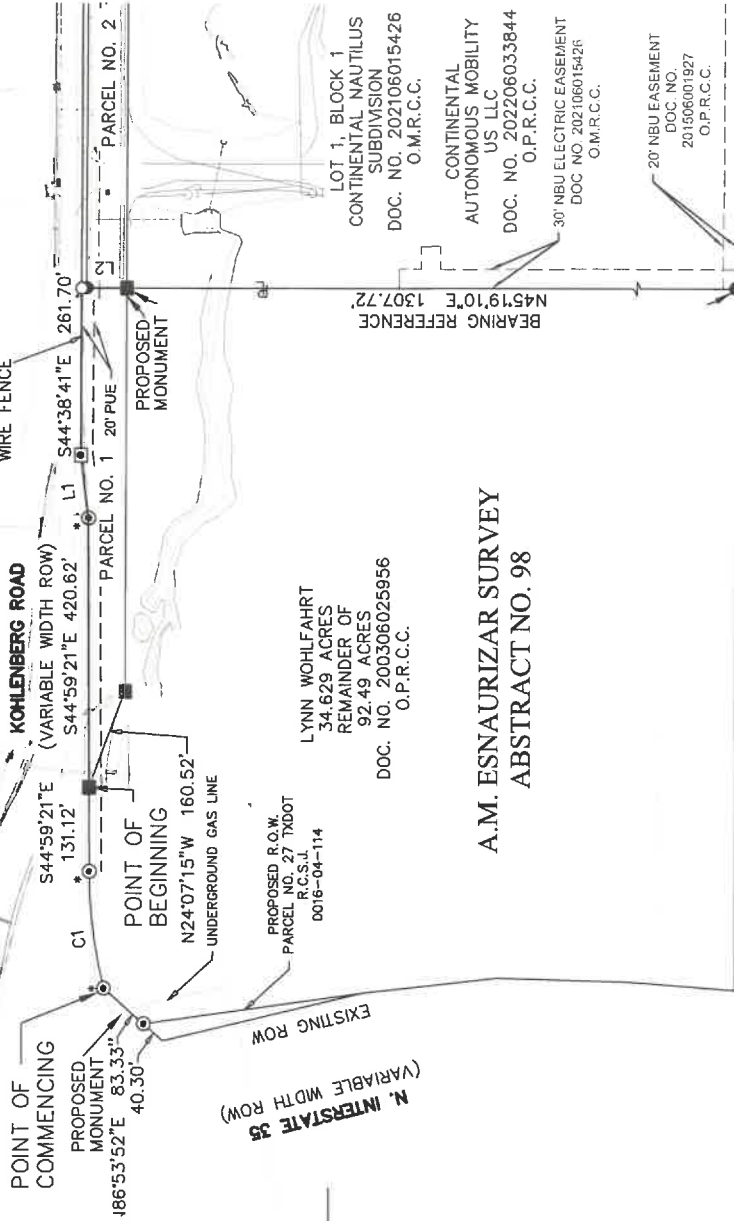 POINT OF
COMMENCING
PROPOSED
MONUMENT
N86°53'52"E 83.33'
40.30'
C1
S44°59'21"E
131.12'
KOHLENBERG ROAD
(VARIABLE WIDTH ROW)
S44°59'21"E 420.62'
L1
WIRE FENCE
S44°38'41"E 261.70'
PARCEL NO. 1
20' PUE
L2
PARCEL NO. 2
PROPOSED
MONUMENT
POINT OF
BEGINNING
N24°07'15"W 160.52'
UNDERGROUND GAS LINE
PROPOSED R.O.W.
PARCEL NO. 27 TXDOT
R.C.S.J.
0016-04-114
EXISTING ROW
N. INTERSTATE 35
(VARIABLE WIDTH ROW)
LYNN WOHLFAHRT
34.629 ACRES
REMAINDER OF
92.49 ACRES
DOC. NO. 200306025956
O.P.R.C.C.
A.M. ESNAURIZAR SURVEY
ABSTRACT NO. 98
BEARING REFERENCE
N45°19'10"E 1307.72'
LOT 1, BLOCK 1
CONTINENTAL NAUTILUS
SUBDIVISION
DOC. NO. 202106015426
O.M.R.C.C.
CONTINENTAL
AUTONOMOUS MOBILITY
US LLC
DOC. NO. 202206033844
O.P.R.C.C.
30' NBU ELECTRIC EASEMENT
DOC NO. 202106015426
O.M.R.C.C.
20' NBU EASEMENT
DOC. NO.
201506001927
O.P.R.C.C.